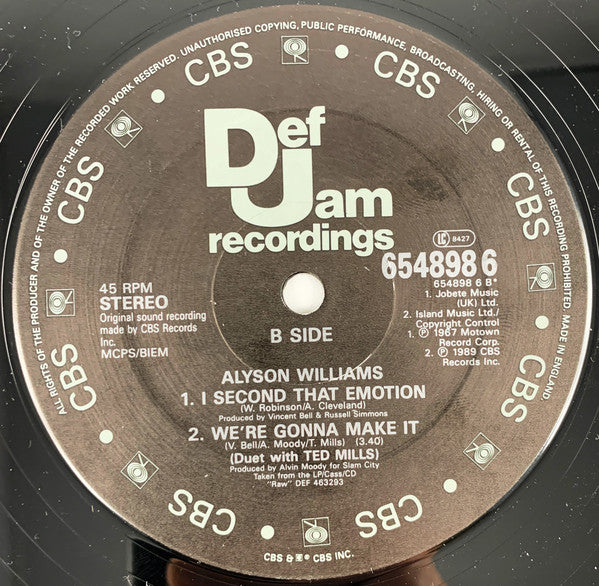 ALL RIGHTS OF THE PRODUCER AND OF THE OWNER OF THE RECORDED WORK RESERVED. UNAUTHORISED COPYING, PUBLIC PERFORMANCE, BROADCASTING, HIRING OR RENTAL OF THIS RECORDING PROHIBITED. MADE IN ENGLAND.
CBS
CBS
CBS
CBS
CBS
CBS
CBS
CBS
Def
Jam
recordings
LC 8427
654898 6
654898 6 B*
1. Jobete Music
(UK) Ltd.
2. Island Music Ltd./
Copyright Control
1. ℗ 1967 Motown
Record Corp.
2. ℗ 1989 CBS
Records Inc.
45 RPM
STEREO
Original sound recording
made by CBS Records
Inc.
MCPS/BIEM
B SIDE
ALYSON WILLIAMS
1. I SECOND THAT EMOTION
(W. Robinson/A. Cleveland)
Produced by Vincent Bell & Russell Simmons
2. WE'RE GONNA MAKE IT
(V. Bell/A. Moody/T. Mills) (3.40)
(Duet with TED MILLS)
Produced by Alvin Moody for Slam City
Taken from the LP/Cass/CD
"Raw" DEF 463293
CBS & ® CBS INC.